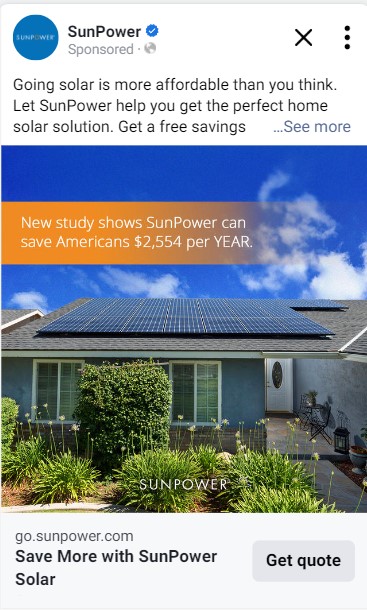 SUNPOWER
SunPower
Sponsored ·
Going solar is more affordable than you think.
Let SunPower help you get the perfect home
solar solution. Get a free savings ...See more
New study shows SunPower can
save Americans $2,554 per YEAR.
SUNPOWER
go.sunpower.com
Save More with SunPower
Solar
Get quote